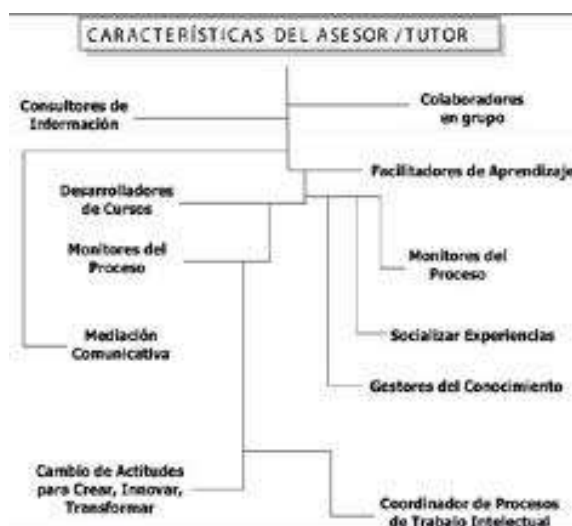 CARACTERÍSTICAS DEL ASESOR /TUTOR
Consultores de
Información
Colaboradores
en grupo
Facilitadores de Aprendizaje
Desarrolladores
de Cursos
Monitores del
Proceso
Monitores del
Proceso
Mediación
Comunicativa
Socializar Experiencias
Gestores del Conocimiento
Cambio de Actitudes
para Crear, Innovar,
Transformar
Coordinador de Procesos
de Trabajo Intelectual